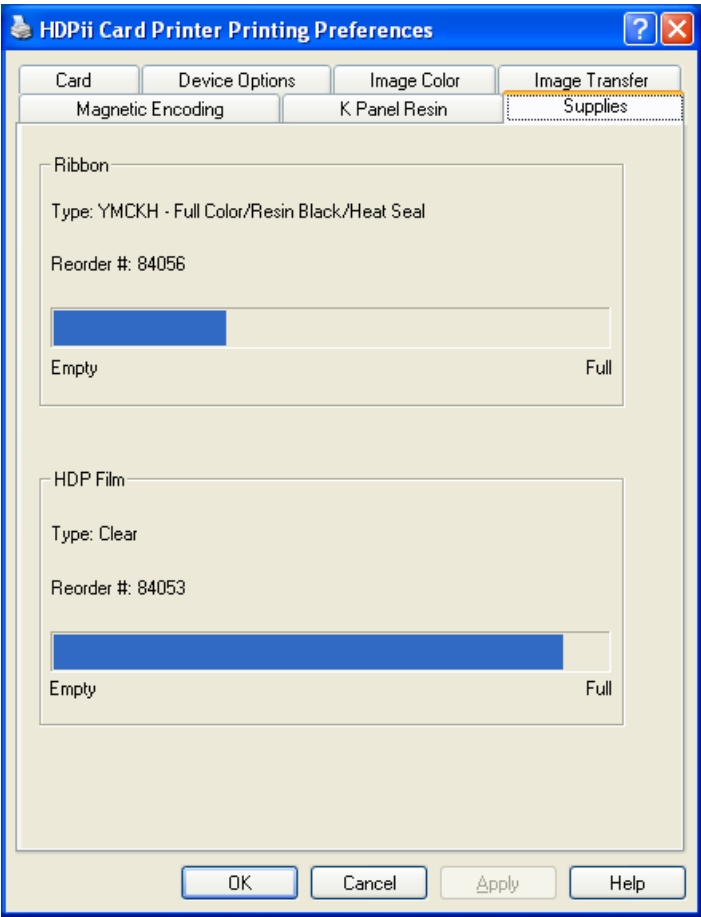 HDPii Card Printer Printing Preferences
Card Device Options Image Color Image Transfer
Magnetic Encoding K Panel Resin Supplies
Ribbon
Type: YMCKH - Full Color/Resin Black/Heat Seal
Reorder #: 84056
Empty Full
HDP Film
Type: Clear
Reorder #: 84053
Empty Full
OK Cancel Apply Help